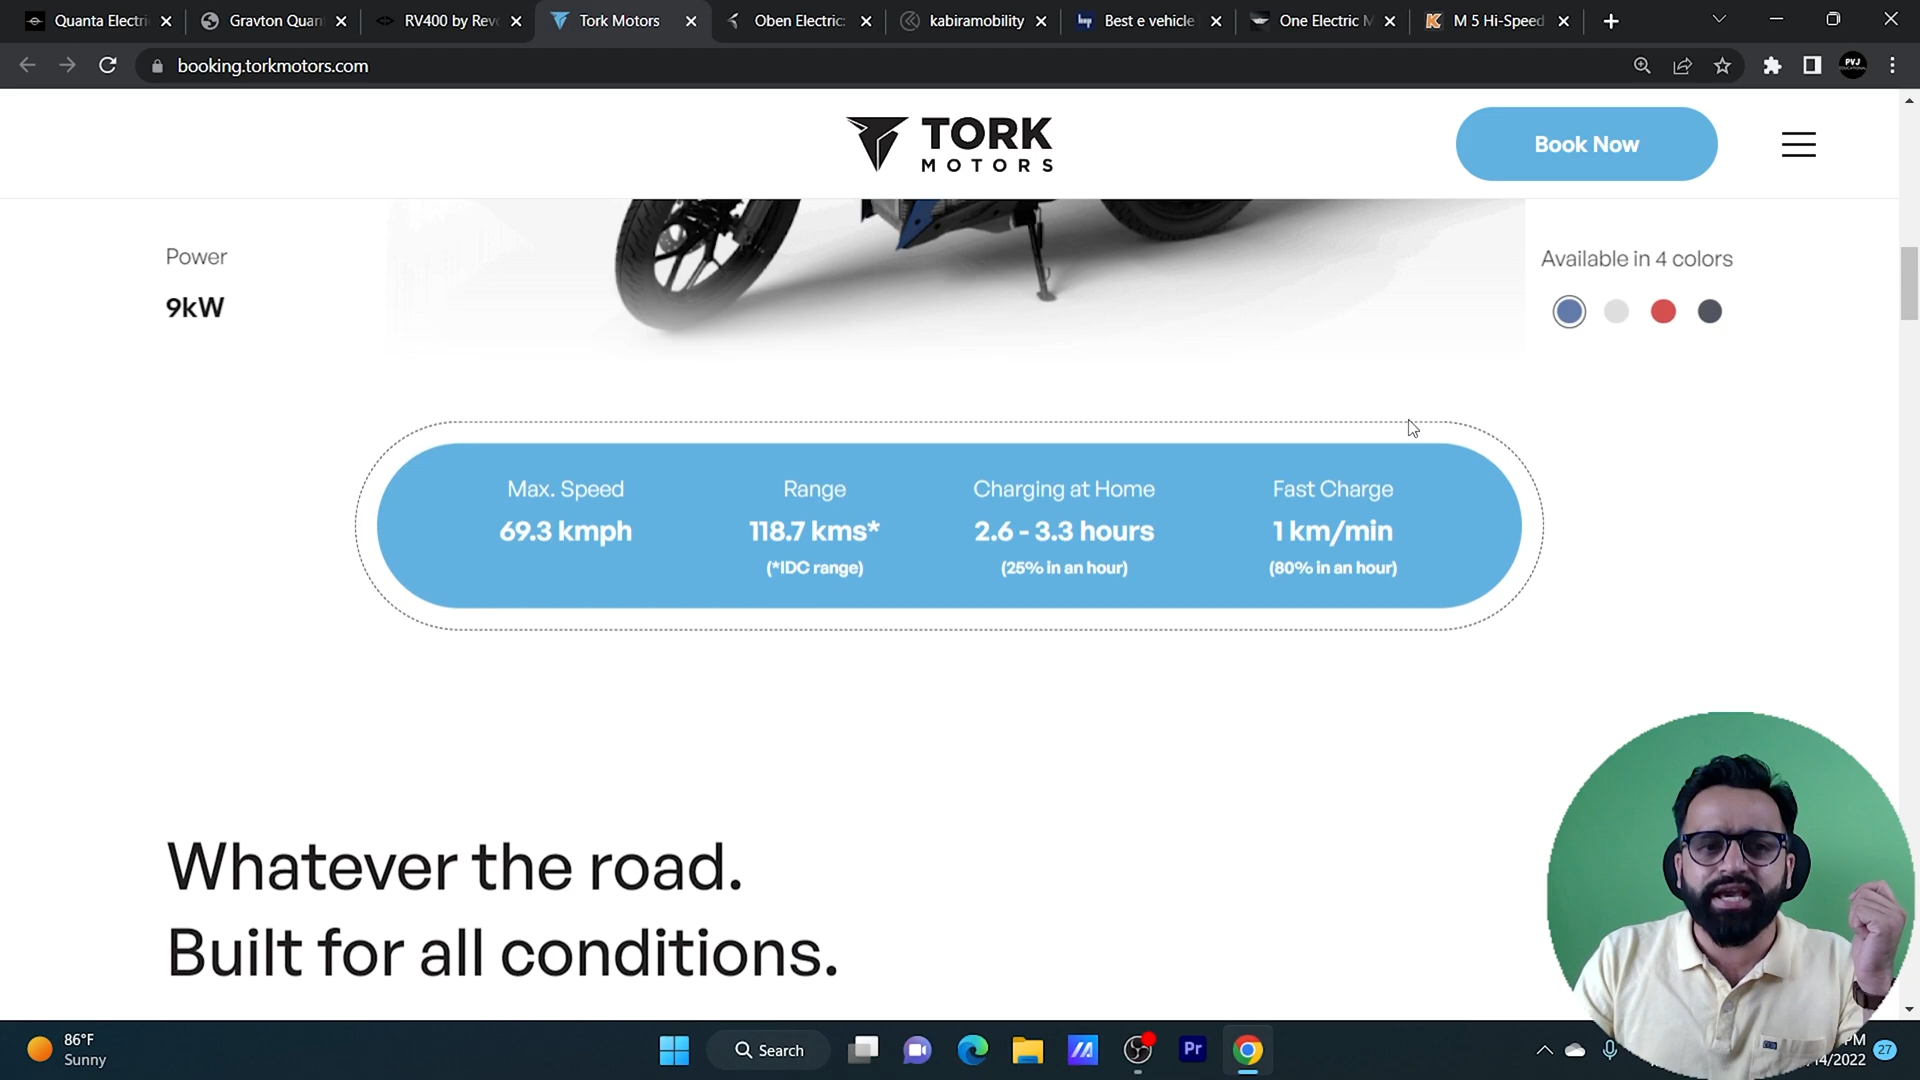 Quanta Electri
Gravton Quan
RV400 by Rev
Tork Motors
Oben Electric:
kabiramobility
Best e vehicle
One Electric M
M 5 Hi-Speed
booking.torkmotors.com
PVJ
TORK
MOTORS
Book Now
Power
9kW
Available in 4 colors
Max. Speed
69.3 kmph
Range
118.7 kms*
(*IDC range)
Charging at Home
2.6 - 3.3 hours
(25% in an hour)
Fast Charge
1 km/min
(80% in an hour)
Whatever the road.
Built for all conditions.
86°F
Sunny
Search
Pr
PM
14/2022
27